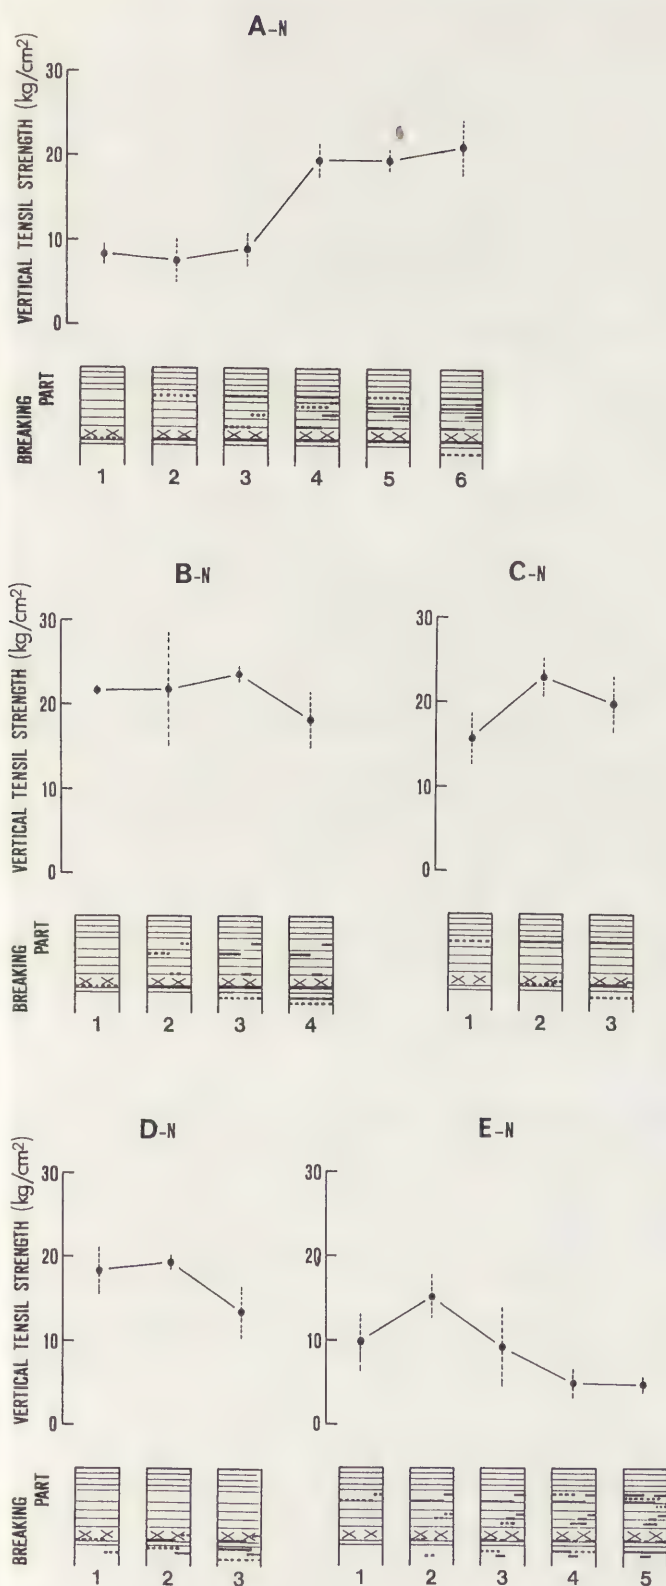 A-N
VERTICAL TENSIL STRENGTH (kg/cm²)
30
20
10
0
BREAKING PART
1 2 3 4 5 6
B-N
C-N
VERTICAL TENSIL STRENGTH (kg/cm²)
30
20
10
0
30
20
10
0
BREAKING PART
1 2 3 4
1 2 3
D-N
E-N
VERTICAL TENSIL STRENGTH (kg/cm²)
30
20
10
0
30
20
10
0
BREAKING PART
1 2 3
1 2 3 4 5